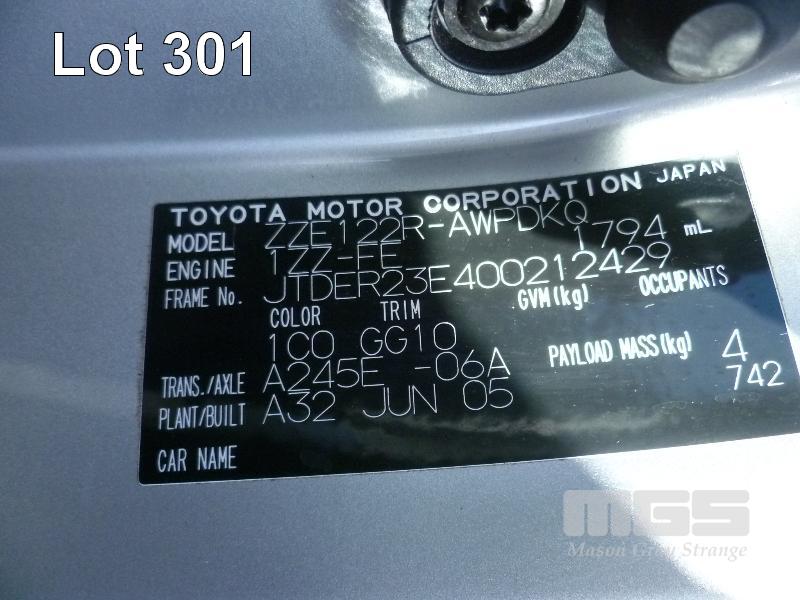 Lot 301
TOYOTA MOTOR CORPORATION JAPAN
MODEL ZZE122R-AWPDKQ
ENGINE 1ZZ-FE 1794 mL
FRAME No. JTDER23E400212429
COLOR TRIM GVM(kg) OCCUPANTS
1C0 GG10
TRANS./AXLE A245E -06A PAYLOAD MASS(kg) 4
PLANT/BUILT A32 JUN 05 742
CAR NAME
MGS
Mason Gray Strange